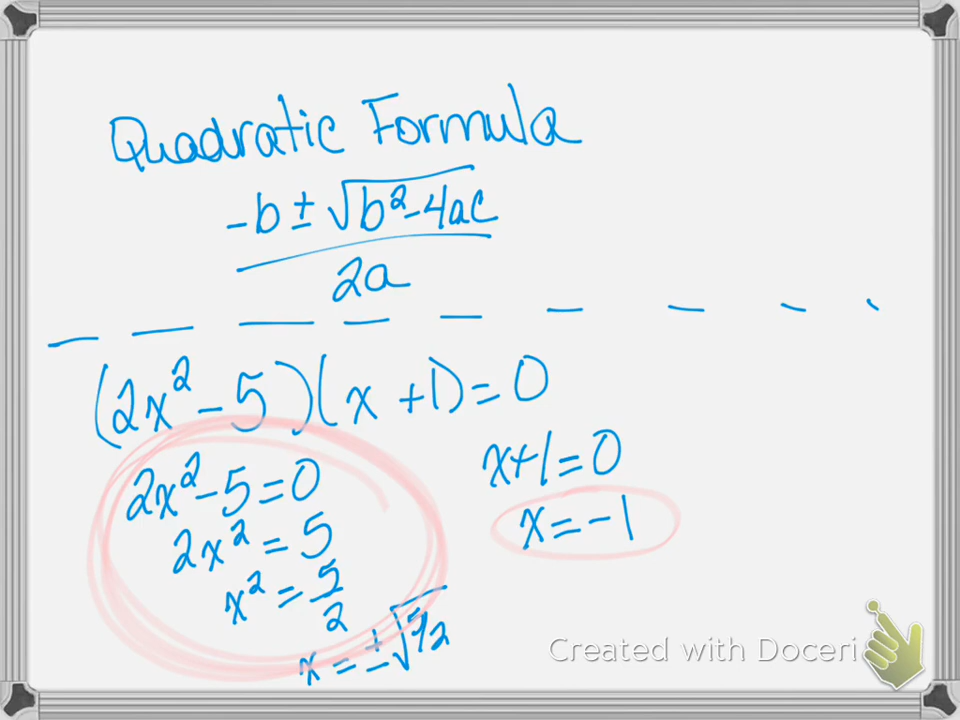 Quadratic Formula
-b ± √b²-4ac
2a
(2x² - 5)(x + 1) = 0
2x² - 5 = 0
2x² = 5
x² = 5/2
x = ±√5/2
x + 1 = 0
x = -1
Created with Doceri